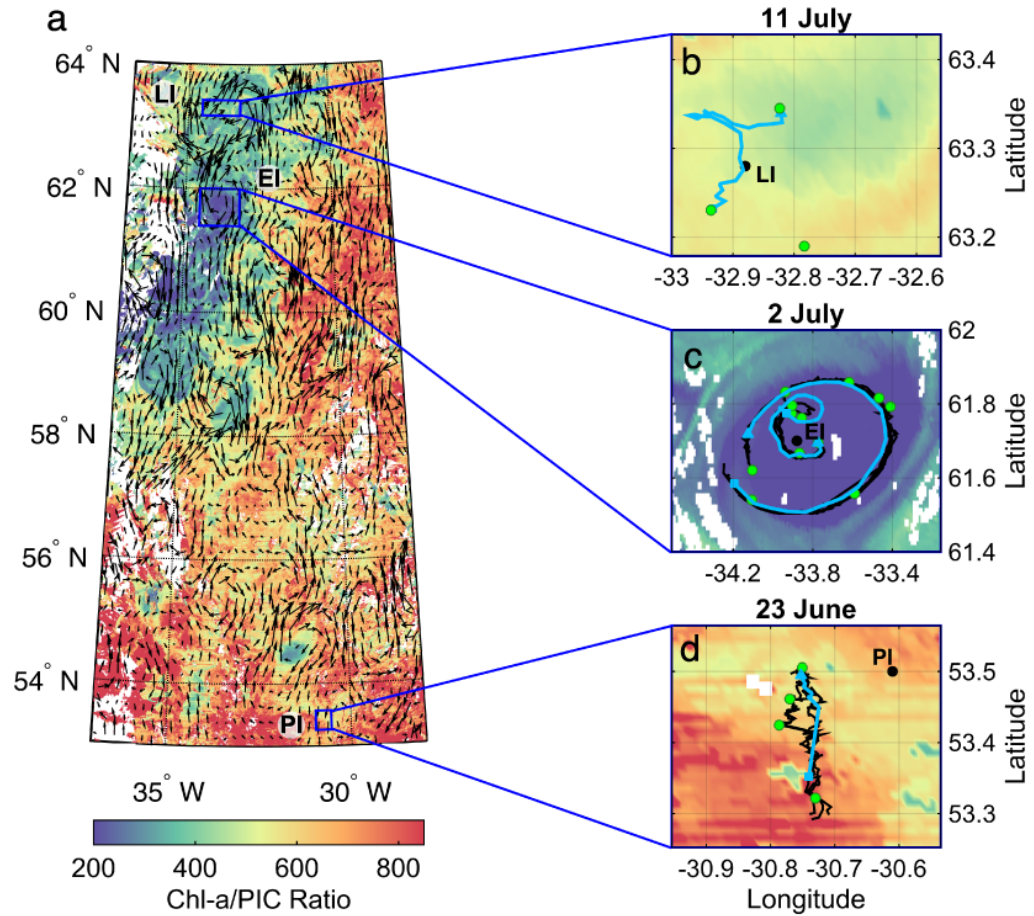 a
64° N
62° N
60° N
58° N
56° N
54° N
LI
EI
PI
35° W
30° W
200
400
600
800
Chl-a/PIC Ratio
11 July
b
LI
63.4
63.3
63.2
Latitude
-33
-32.9
-32.8
-32.7
-32.6
2 July
c
EI
62
61.8
61.6
61.4
Latitude
-34.2
-33.8
-33.4
23 June
d
PI
53.5
53.4
53.3
Latitude
-30.9
-30.8
-30.7
-30.6
Longitude